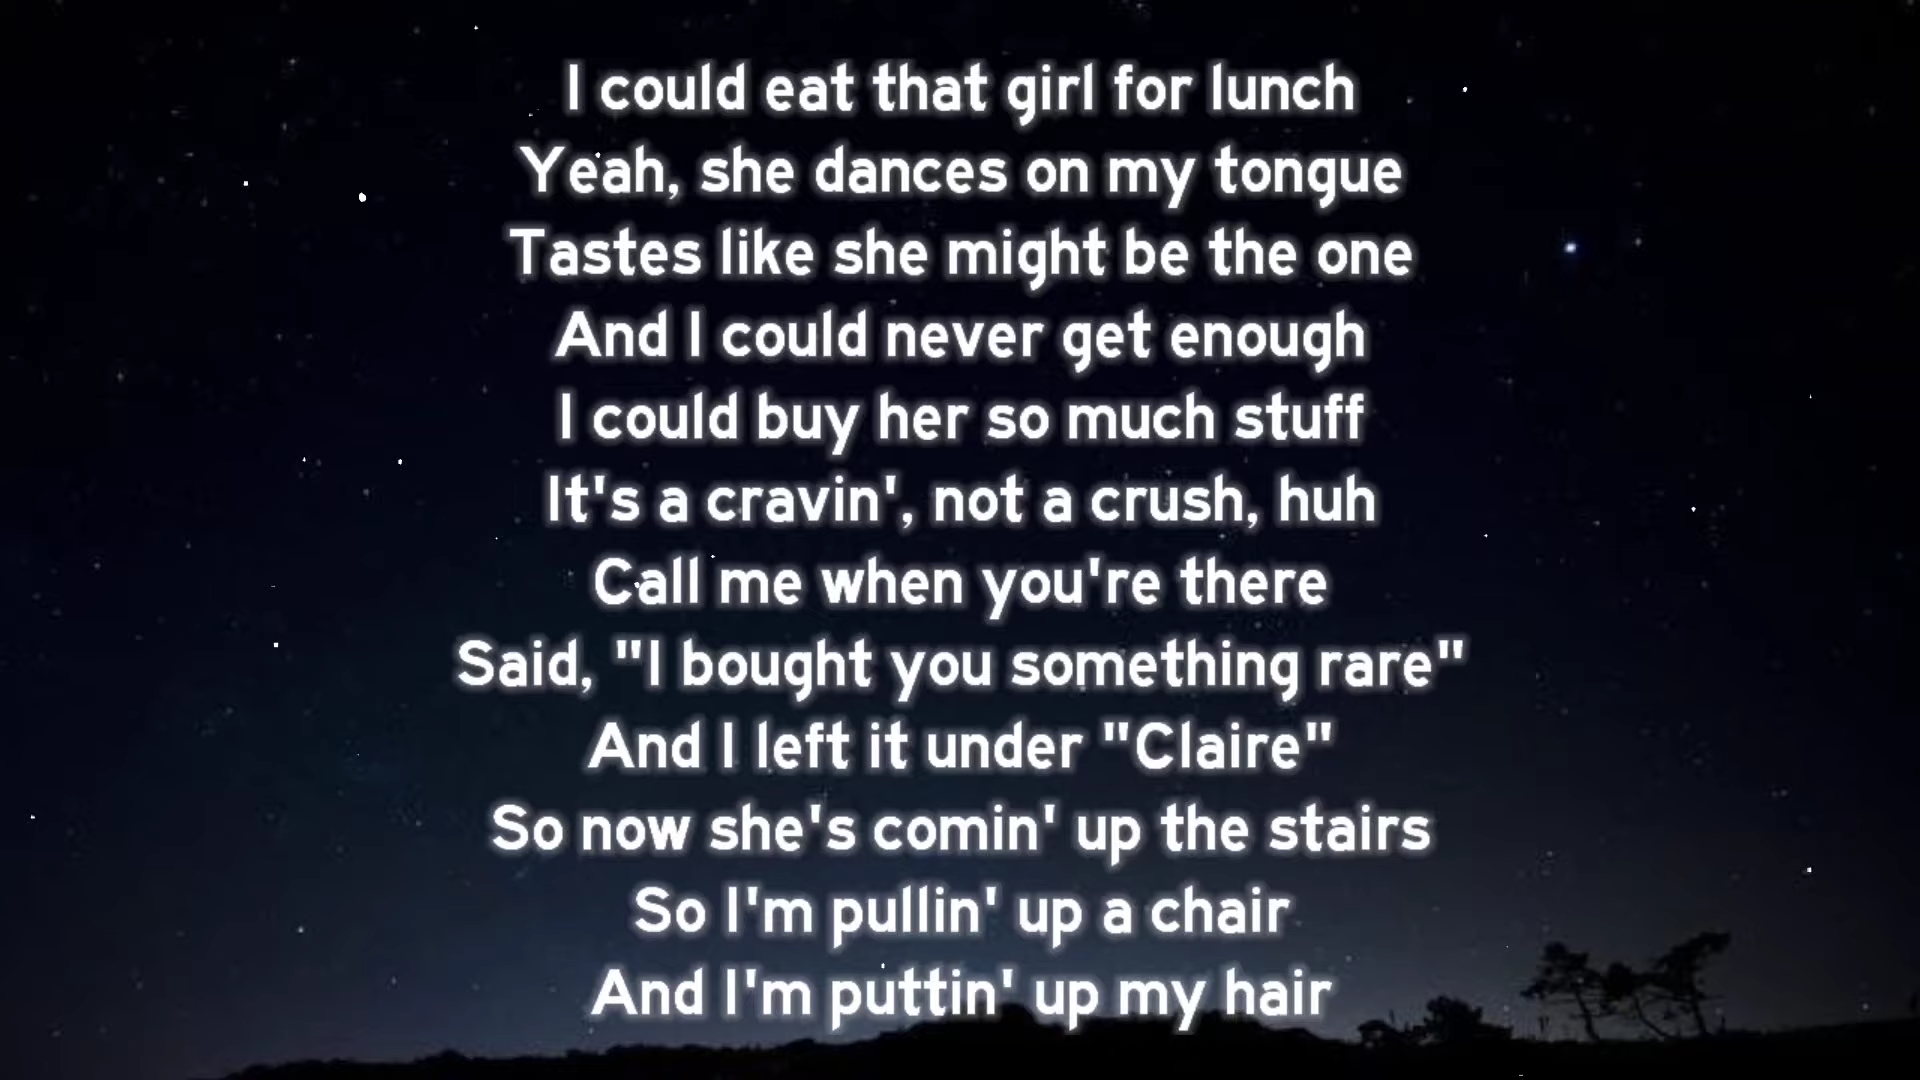 I could eat that girl for lunch
Yeah, she dances on my tongue
Tastes like she might be the one
And I could never get enough
I could buy her so much stuff
It's a cravin', not a crush, huh
Call me when you're there
Said, "I bought you something rare"
And I left it under "Claire"
So now she's comin' up the stairs
So I'm pullin' up a chair
And I'm puttin' up my hair